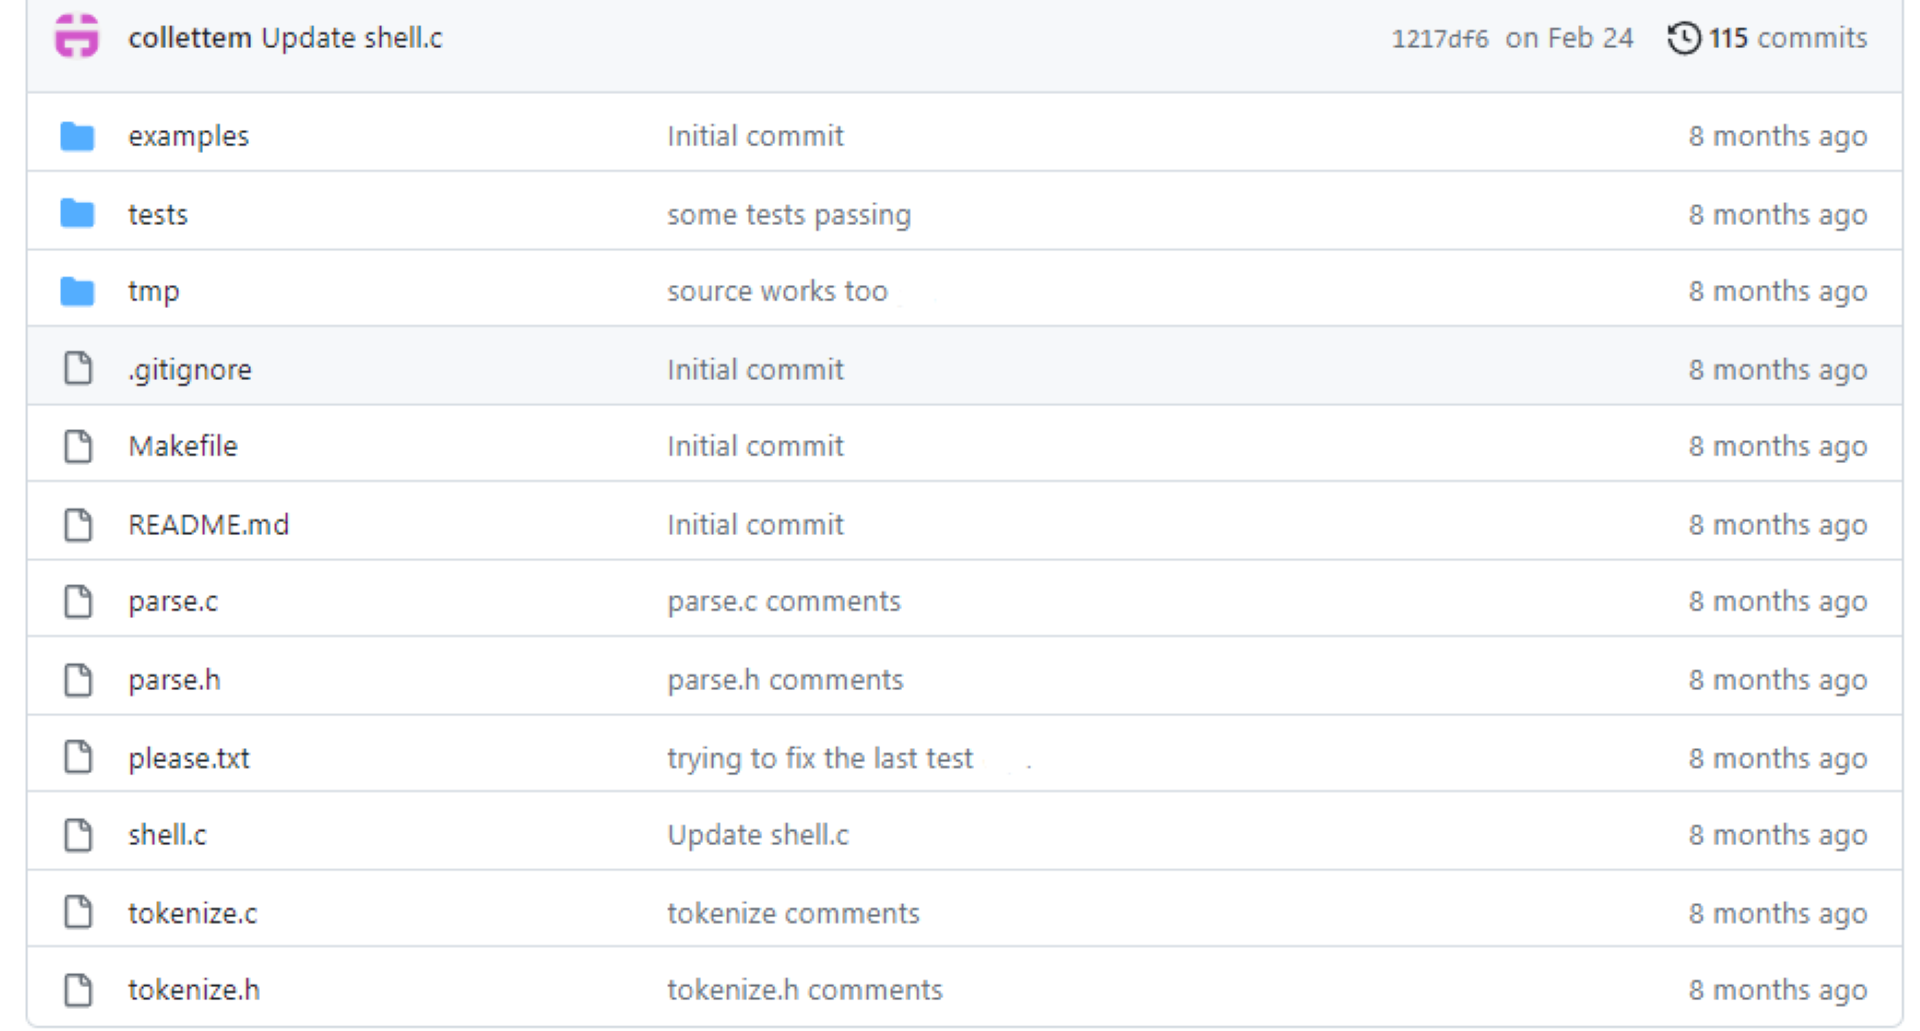 collettem Update shell.c 1217df6 on Feb 24 115 commits
examples Initial commit 8 months ago
tests some tests passing 8 months ago
tmp source works too 8 months ago
.gitignore Initial commit 8 months ago
Makefile Initial commit 8 months ago
README.md Initial commit 8 months ago
parse.c parse.c comments 8 months ago
parse.h parse.h comments 8 months ago
please.txt trying to fix the last test 8 months ago
shell.c Update shell.c 8 months ago
tokenize.c tokenize comments 8 months ago
tokenize.h tokenize.h comments 8 months ago